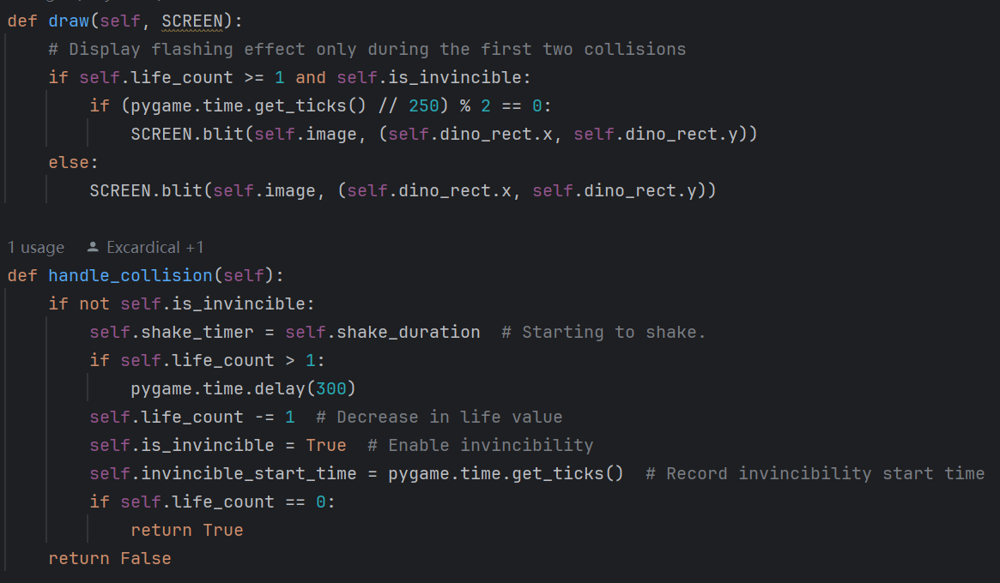 def draw(self, SCREEN):
    # Display flashing effect only during the first two collisions
    if self.life_count >= 1 and self.is_invincible:
        if (pygame.time.get_ticks() // 250) % 2 == 0:
            SCREEN.blit(self.image, (self.dino_rect.x, self.dino_rect.y))
    else:
        SCREEN.blit(self.image, (self.dino_rect.x, self.dino_rect.y))
1 usage   Excardical +1
def handle_collision(self):
    if not self.is_invincible:
        self.shake_timer = self.shake_duration  # Starting to shake.
        if self.life_count > 1:
            pygame.time.delay(300)
        self.life_count -= 1  # Decrease in life value
        self.is_invincible = True  # Enable invincibility
        self.invincible_start_time = pygame.time.get_ticks()  # Record invincibility start time
        if self.life_count == 0:
            return True
    return False